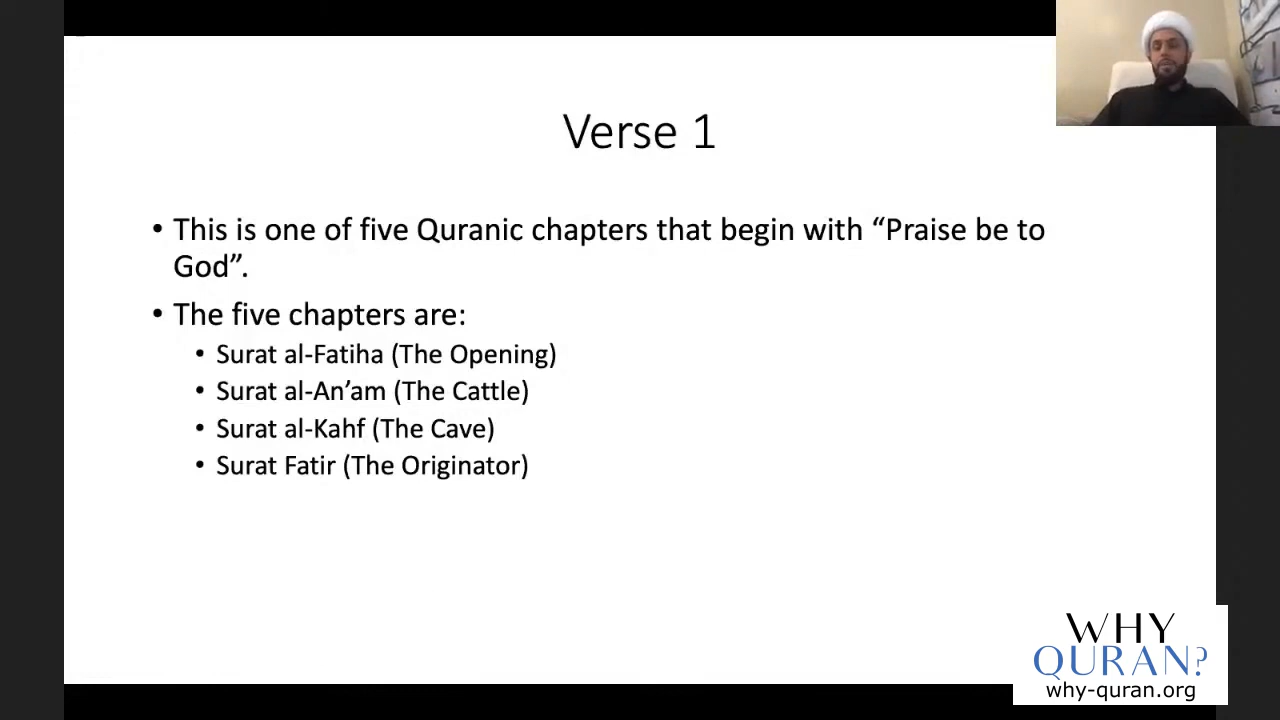 Verse 1
• This is one of five Quranic chapters that begin with “Praise be to
God”.
• The five chapters are:
• Surat al-Fatiha (The Opening)
• Surat al-An’am (The Cattle)
• Surat al-Kahf (The Cave)
• Surat Fatir (The Originator)
WHY
QURAN?
why-quran.org